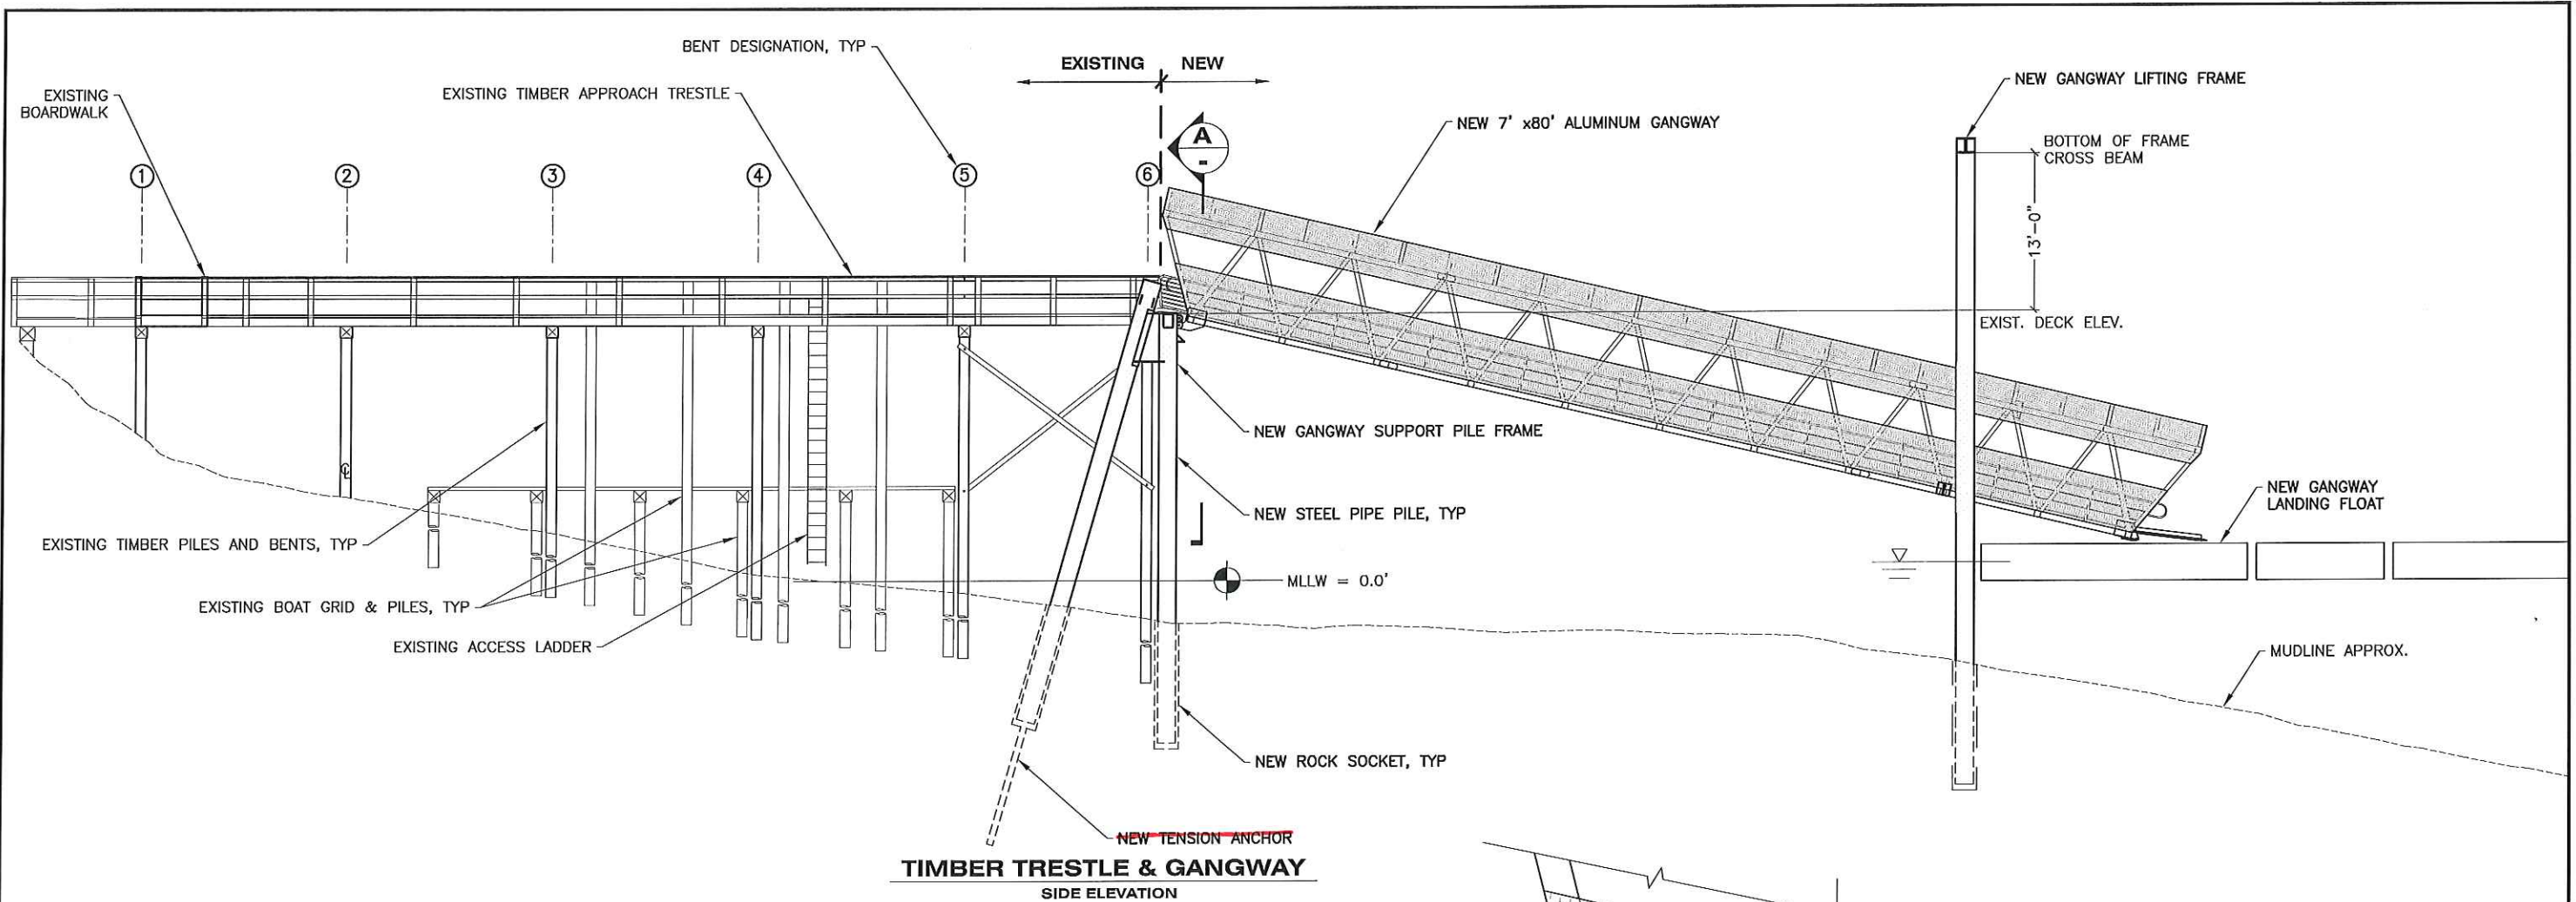 BENT DESIGNATION, TYP
EXISTING NEW
NEW GANGWAY LIFTING FRAME
EXISTING
BOARDWALK
EXISTING TIMBER APPROACH TRESTLE
NEW 7' x80' ALUMINUM GANGWAY
A
-
BOTTOM OF FRAME
CROSS BEAM
1 2 3 4 5 6
13'-0"
EXIST. DECK ELEV.
NEW GANGWAY SUPPORT PILE FRAME
NEW GANGWAY
LANDING FLOAT
NEW STEEL PIPE PILE, TYP
EXISTING TIMBER PILES AND BENTS, TYP
MLLW = 0.0'
EXISTING BOAT GRID & PILES, TYP
EXISTING ACCESS LADDER
MUDLINE APPROX.
NEW ROCK SOCKET, TYP
NEW TENSION ANCHOR
TIMBER TRESTLE & GANGWAY
SIDE ELEVATION